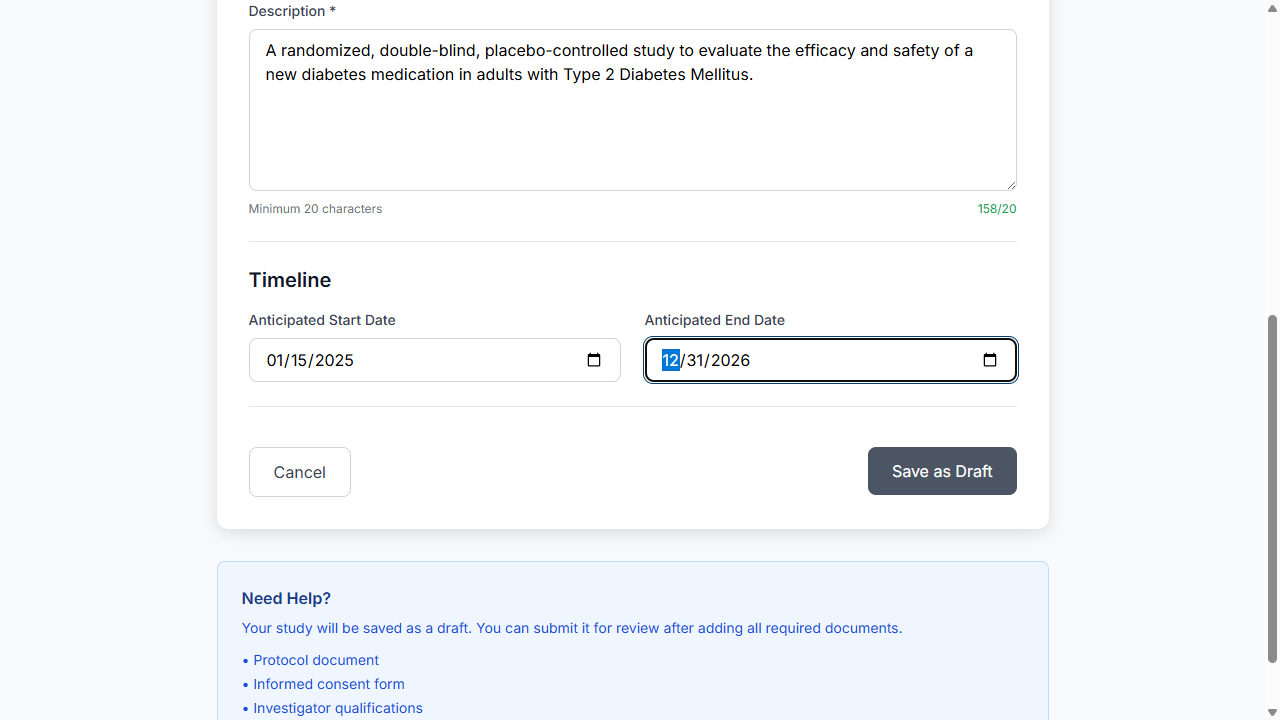 Description *
A randomized, double-blind, placebo-controlled study to evaluate the efficacy and safety of a
new diabetes medication in adults with Type 2 Diabetes Mellitus.
Minimum 20 characters
158/20
Timeline
Anticipated Start Date
Anticipated End Date
01/15/2025
12/31/2026
Cancel
Save as Draft
Need Help?
Your study will be saved as a draft. You can submit it for review after adding all required documents.
• Protocol document
• Informed consent form
• Investigator qualifications